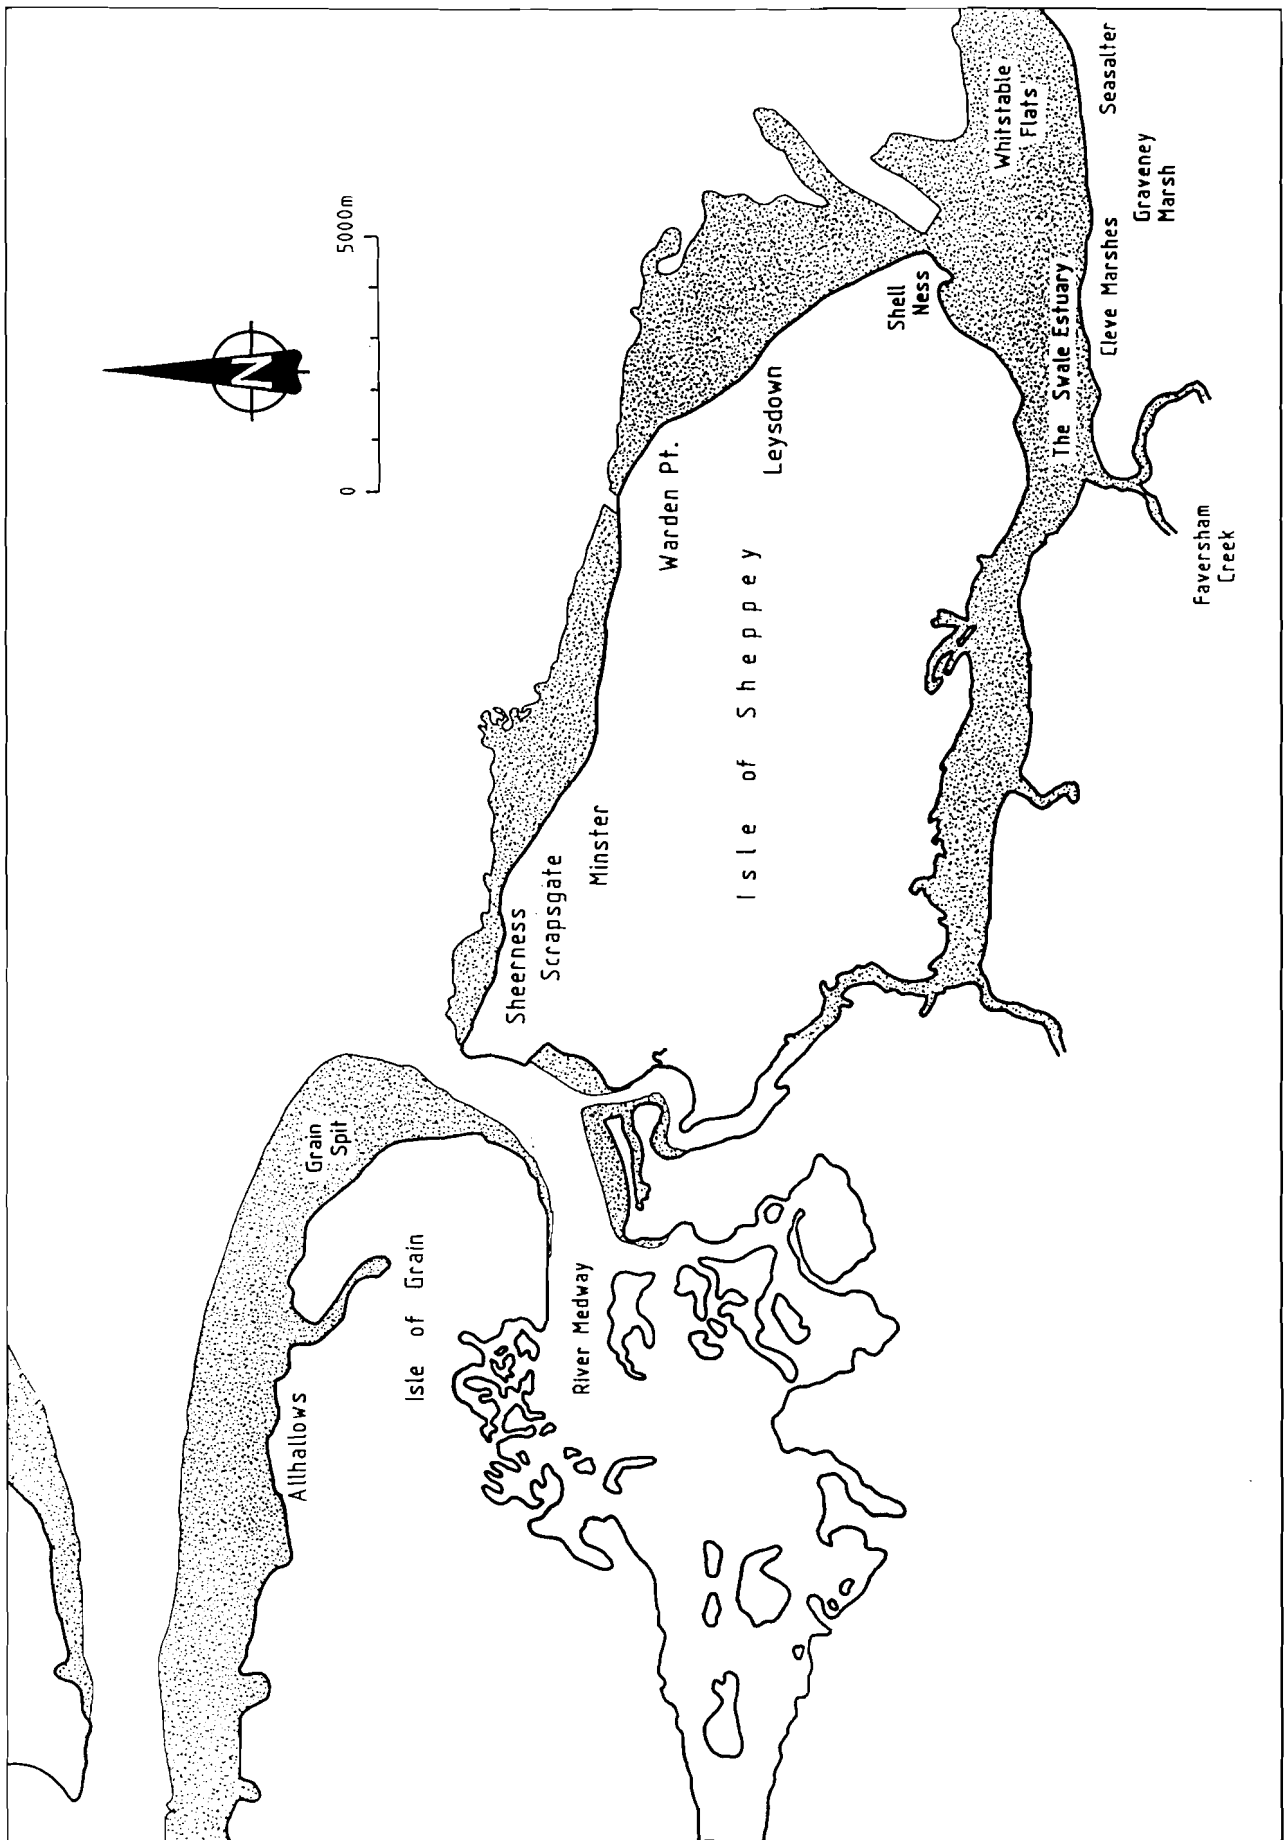 N
0 5000m
Allhallows
Grain
Spit
Isle of Grain
Sheerness
Scrapsgate
River Medway
Minster
Warden Pt.
Isle of Sheppey
Leysdown
Shell
Ness
Whitstable
Flats
The Swale Estuary
Cleve Marshes
Seasalter
Graveney
Marsh
Faversham
Creek